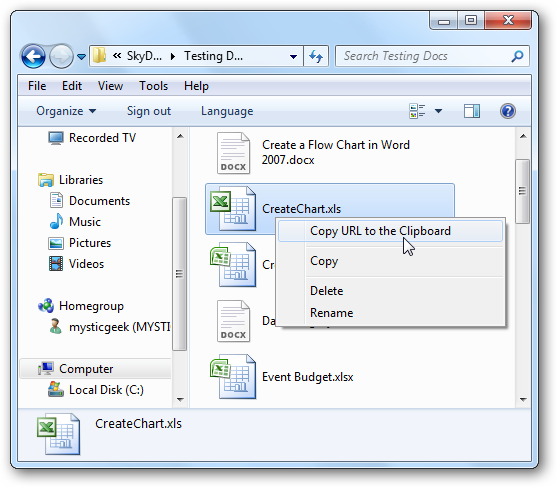 « SkyD... Testing D...
Search Testing Docs
File Edit View Tools Help
Organize Sign out Language
Recorded TV
Libraries
Documents
Music
Pictures
Videos
Homegroup
mysticgeek (MYSTI
Computer
Local Disk (C:)
DOCX
Create a Flow Chart in Word
2007.docx
CreateChart.xls
Copy URL to the Clipboard
Copy
Delete
Rename
DOCX
Event Budget.xlsx
CreateChart.xls